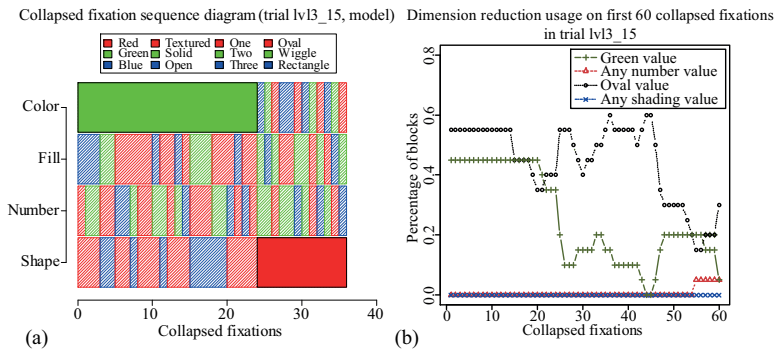 Collapsed fixation sequence diagram (trial lvl3_15, model)
Red Textured One Oval
Green Solid Two Wiggle
Blue Open Three Rectangle
Color
Fill
Number
Shape
0 10 20 30 40
Collapsed fixations
(a)
Dimension reduction usage on first 60 collapsed fixations
in trial lvl3_15
Green value
Any number value
Oval value
Any shading value
Percentage of blocks
0.8
0.6
0.4
0.2
0.0
0 10 20 30 40 50 60
Collapsed fixations
(b)